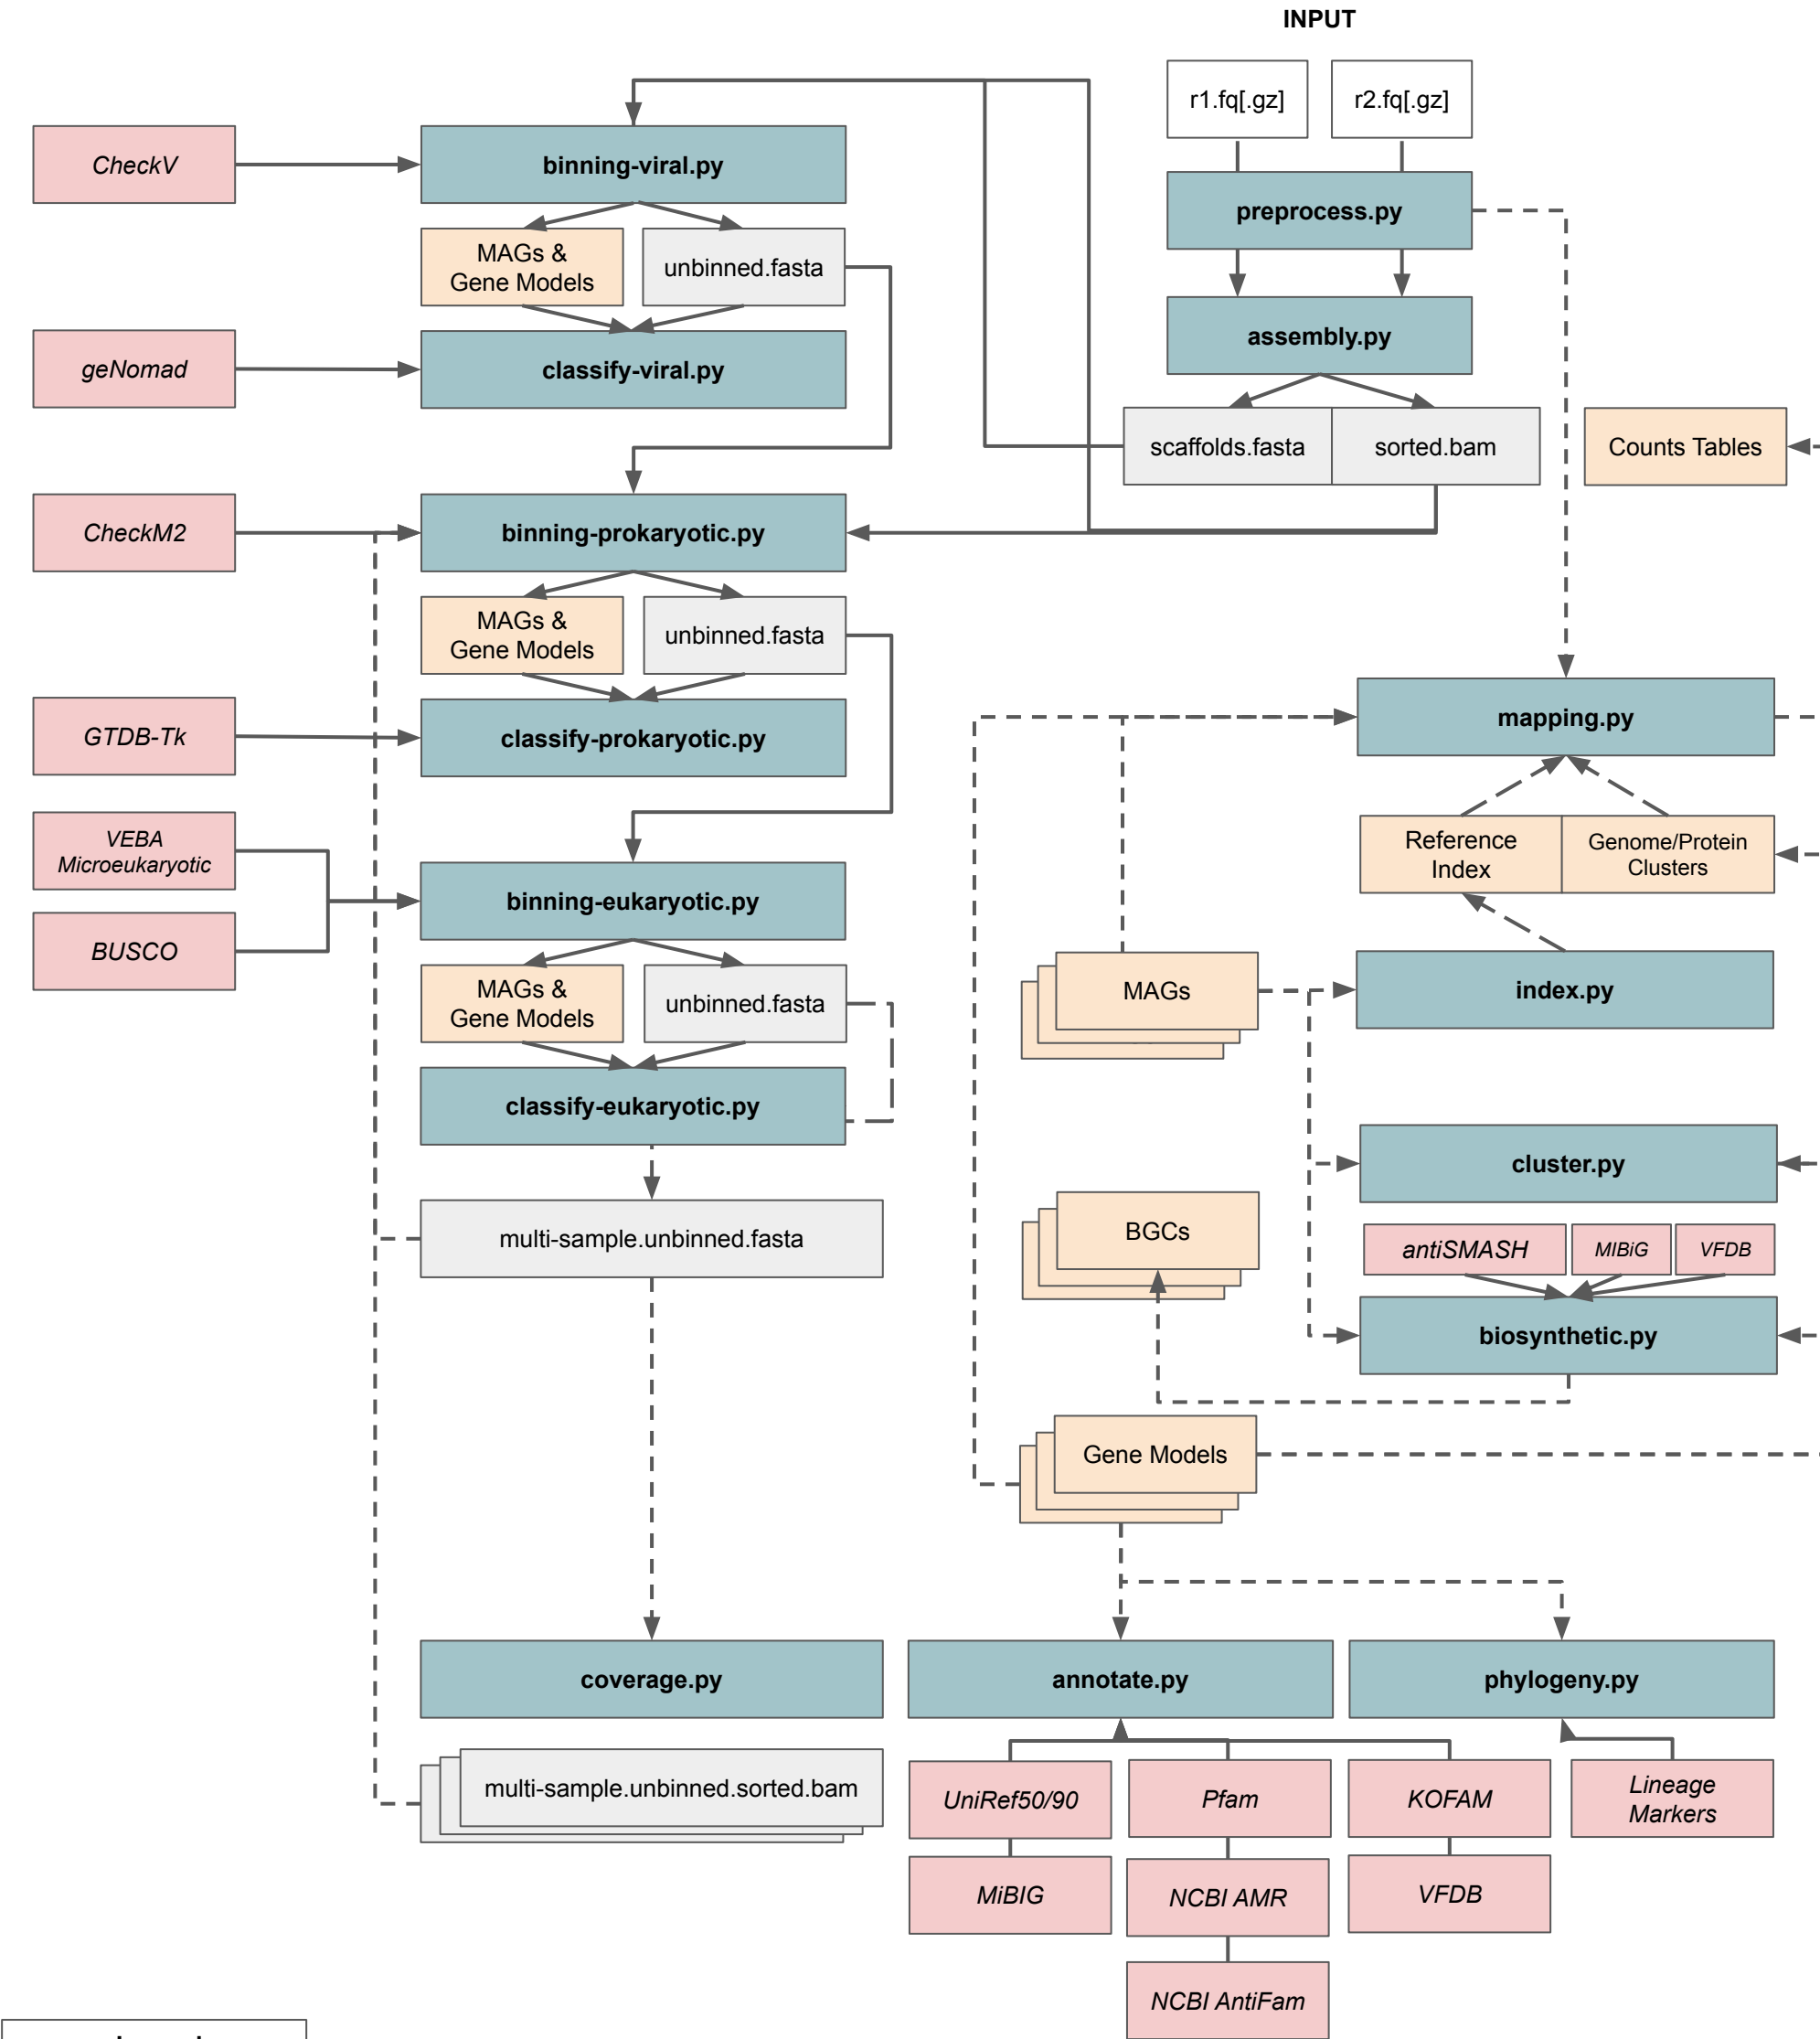 INPUT
r1.fq[.gz]
r2.fq[.gz]
CheckV
binning-viral.py
preprocess.py
MAGs &
Gene Models
unbinned.fasta
geNomad
classify-viral.py
assembly.py
scaffolds.fasta
sorted.bam
Counts Tables
CheckM2
binning-prokaryotic.py
MAGs &
Gene Models
unbinned.fasta
GTDB-Tk
classify-prokaryotic.py
mapping.py
VEBA
Microeukaryotic
Reference
Index
Genome/Protein
Clusters
binning-eukaryotic.py
BUSCO
MAGs &
Gene Models
unbinned.fasta
MAGs
index.py
classify-eukaryotic.py
cluster.py
multi-sample.unbinned.fasta
BGCs
antiSMASH
MIBiG
VFDB
biosynthetic.py
Gene Models
coverage.py
annotate.py
phylogeny.py
multi-sample.unbinned.sorted.bam
UniRef50/90
Pfam
KOFAM
Lineage
Markers
MiBIG
NCBI AMR
VFDB
NCBI AntiFam